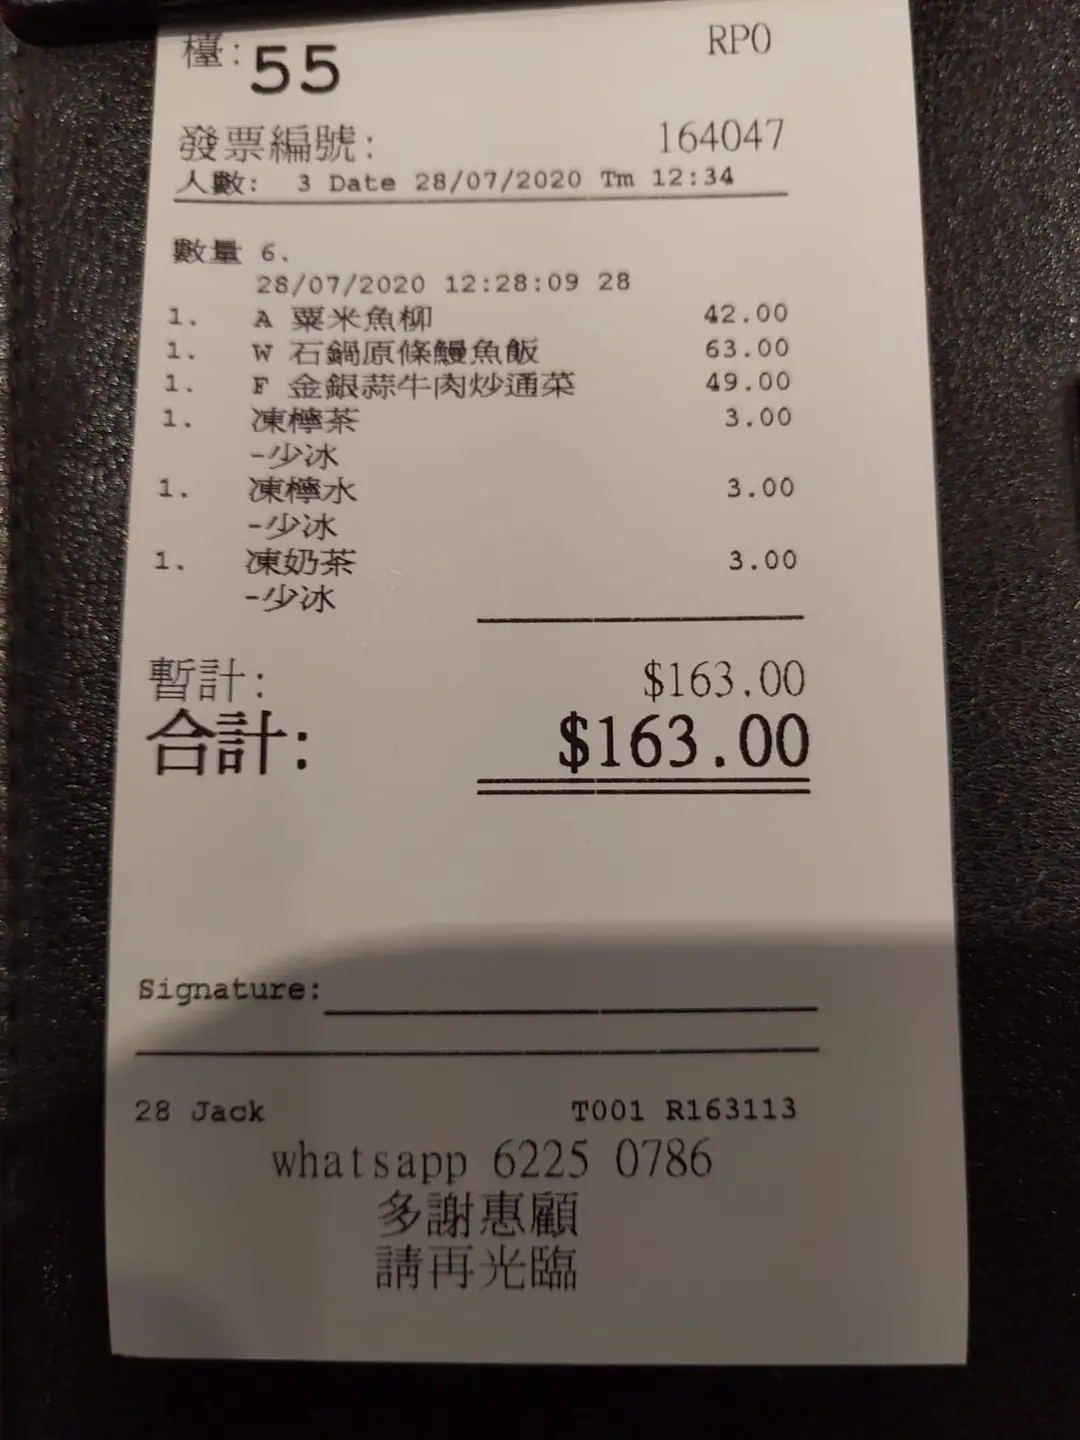 檯: 55 RP0
發票編號: 164047
人數: 3 Date 28/07/2020 Tm 12:34
數量 6.
28/07/2020 12:28:09 28
1. A 粟米魚柳 42.00
1. W 石鍋原條鰻魚飯 63.00
1. F 金銀蒜牛肉炒通菜 49.00
1. 凍檸茶 3.00
-少冰
1. 凍檸水 3.00
-少冰
1. 凍奶茶 3.00
-少冰
暫計: $163.00
合計: $163.00
Signature:
28 Jack T001 R163113
whatsapp 6225 0786
多謝惠顧
請再光臨